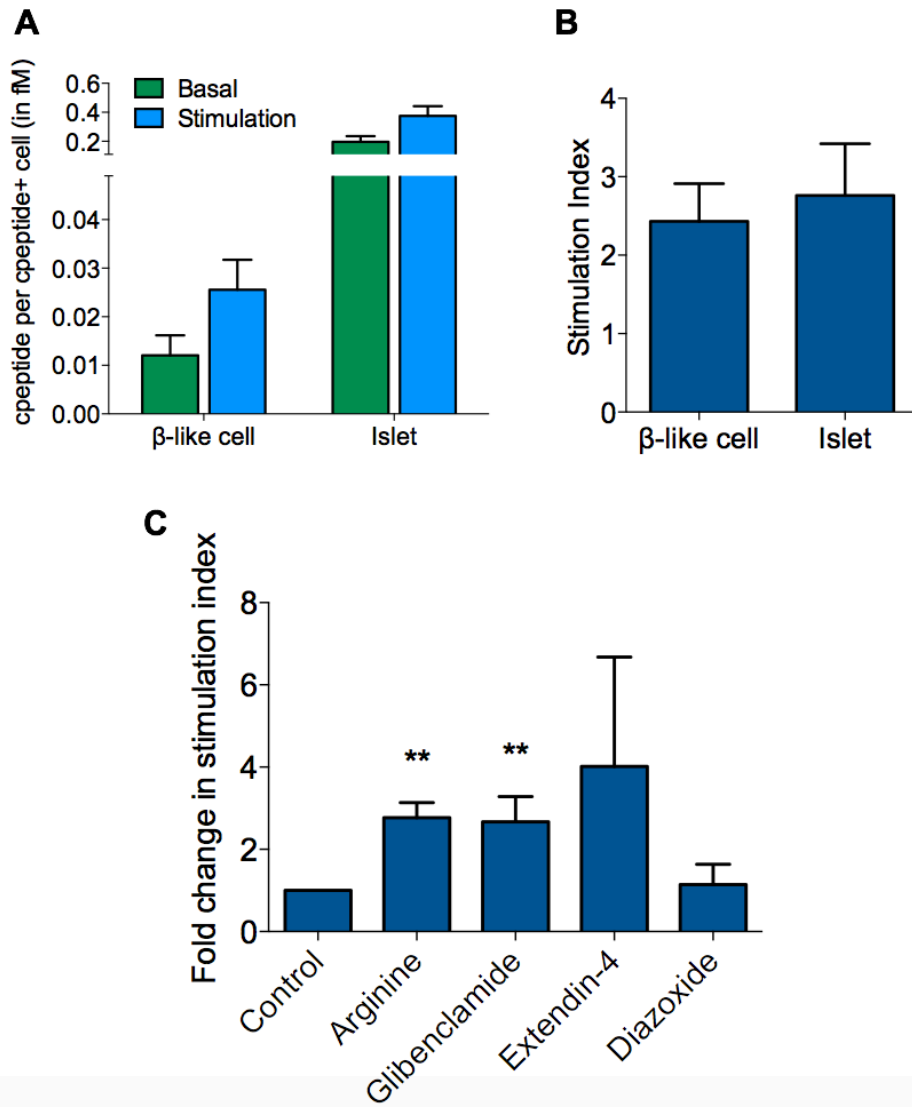 A
cpeptide per cpeptide+ cell (in fM)
0.6
0.4
0.2
0.04
0.03
0.02
0.01
0.00
Basal
Stimulation
β-like cell
Islet
B
Stimulation Index
4
3
2
1
0
β-like cell
Islet
C
Fold change in stimulation index
8
6
4
2
0
**
**
Control
Arginine
Glibenclamide
Extendin-4
Diazoxide